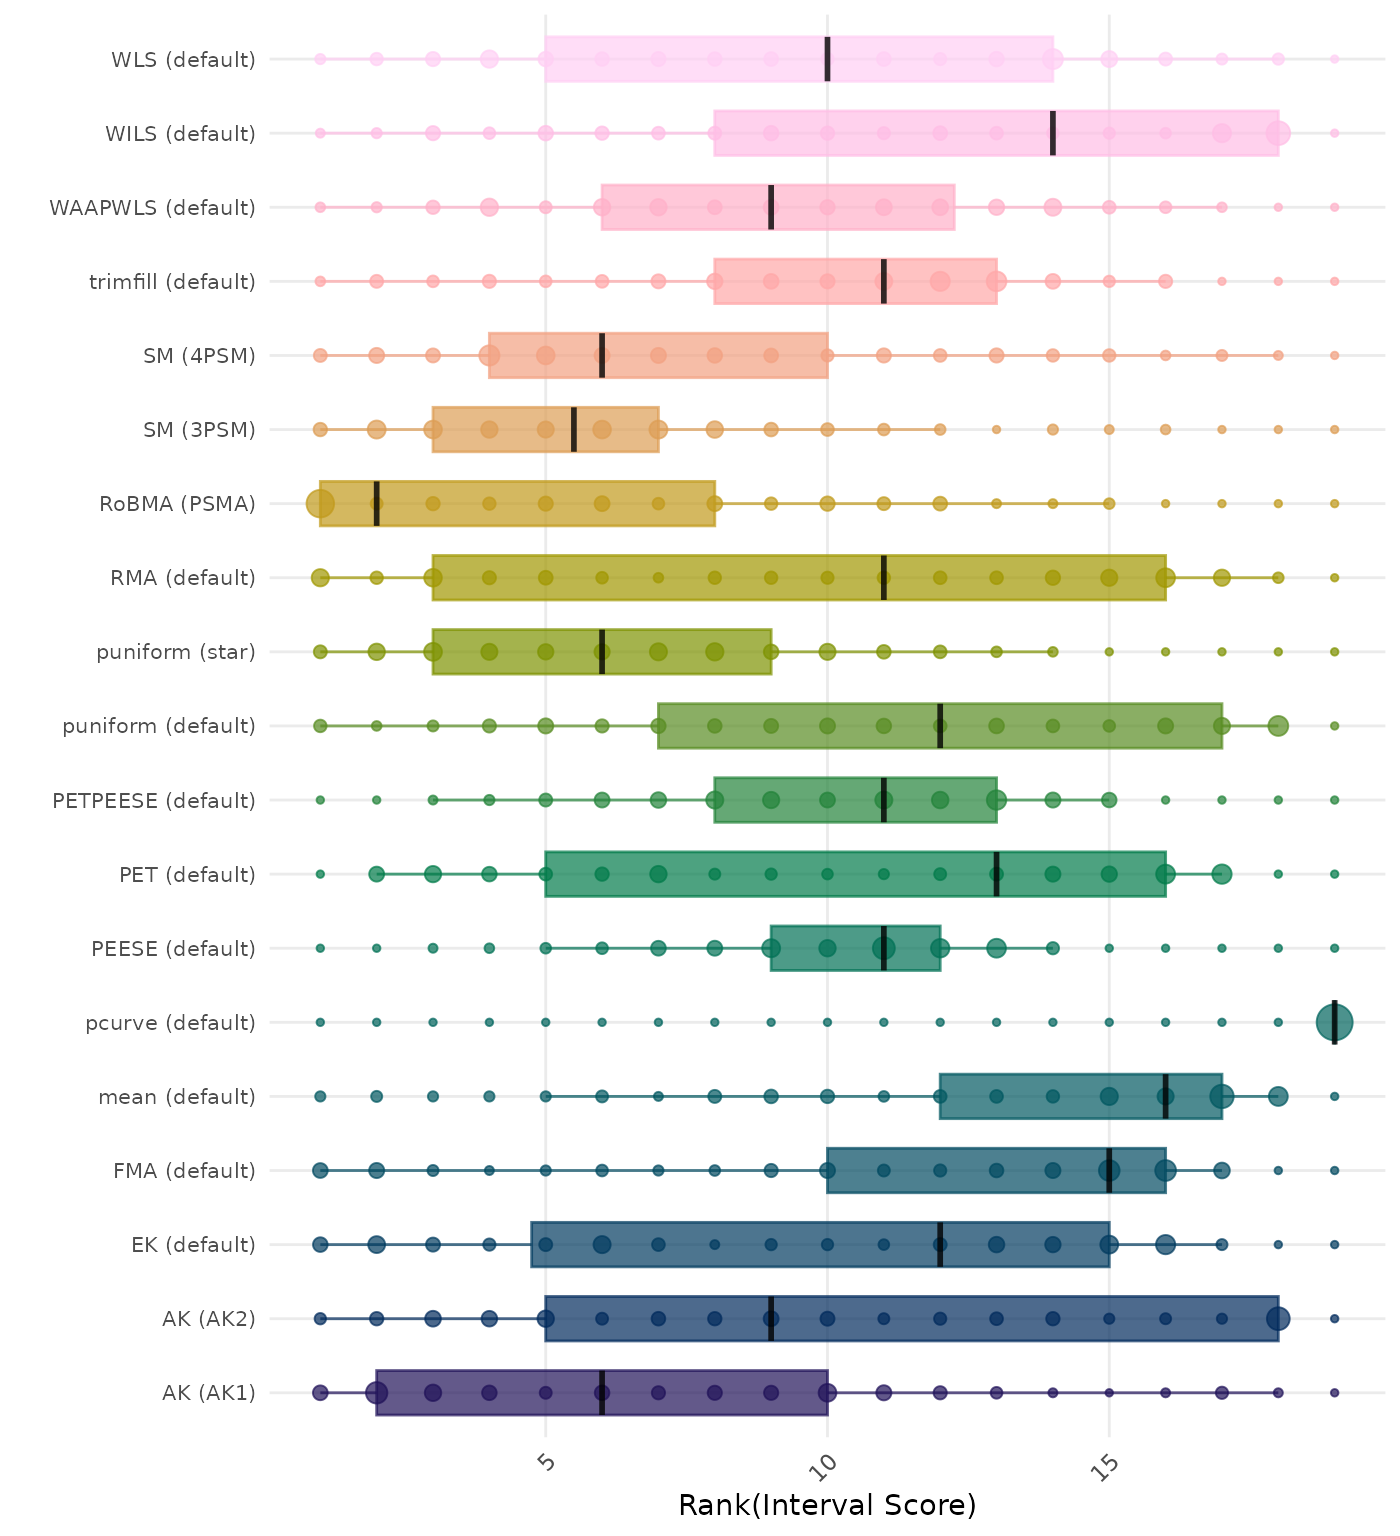 WLS (default)
WILS (default)
WAAPWLS (default)
trimfill (default)
SM (4PSM)
SM (3PSM)
RoBMA (PSMA)
RMA (default)
puniform (star)
puniform (default)
PETPEESE (default)
PET (default)
PEESE (default)
pcurve (default)
mean (default)
FMA (default)
EK (default)
AK (AK2)
AK (AK1)
5
10
15
Rank(Interval Score)